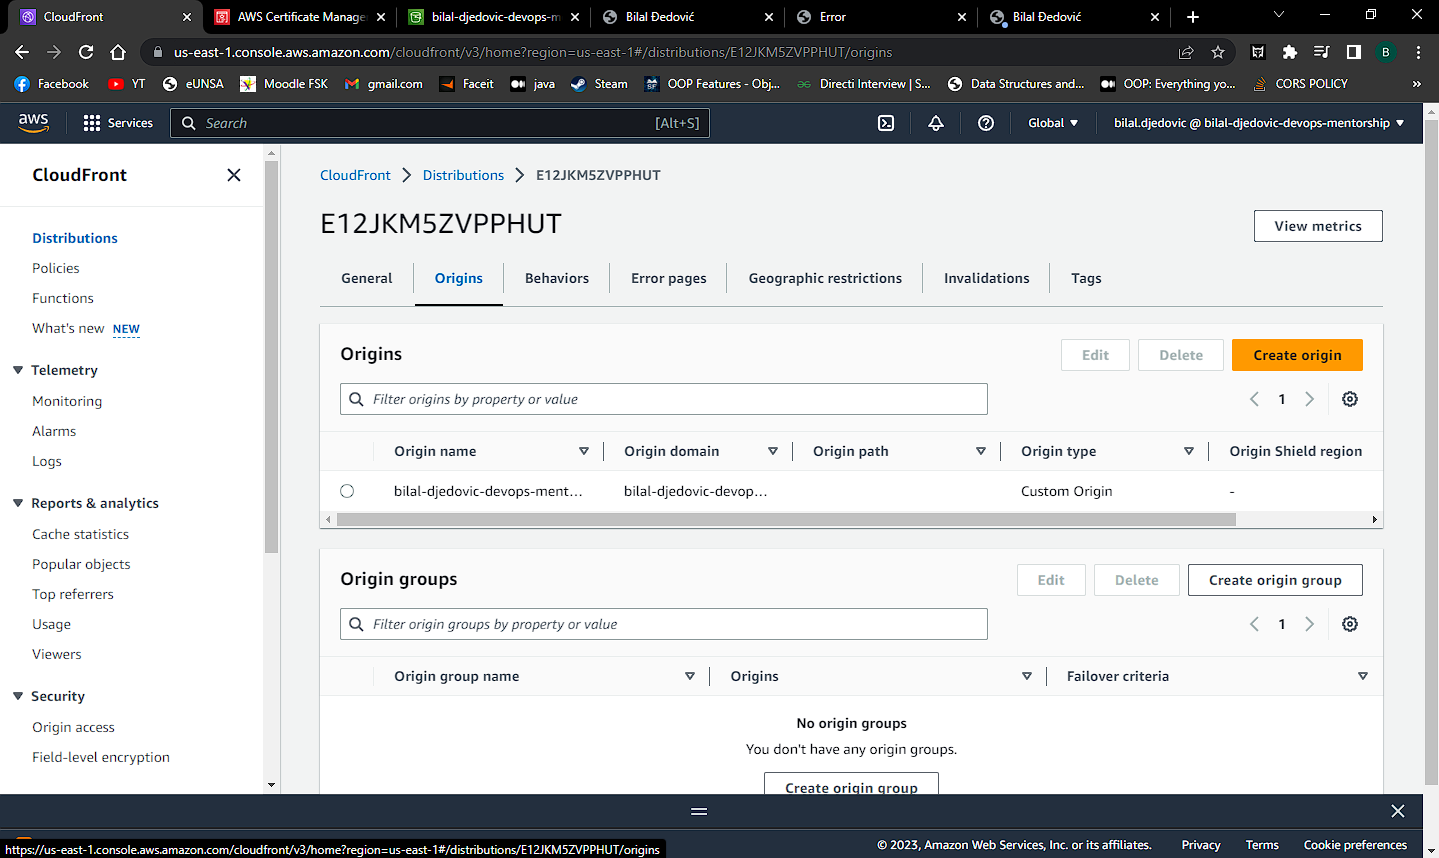 CloudFront
AWS Certificate Manage
bilal-djedovic-devops-m
Bilal Đedović
Error
Bilal Đedović
us-east-1.console.aws.amazon.com/cloudfront/v3/home?region=us-east-1#/distributions/E12JKM5ZVPPHUT/origins
B
Facebook
YT
eUNSA
Moodle FSK
gmail.com
Faceit
java
Steam
OOP Features - Obj...
Directi Interview | S...
Data Structures and...
OOP: Everything yo...
CORS POLICY
»
aws
Services
Search
[Alt+S]
Global
bilal.djedovic @ bilal-djedovic-devops-mentorship
CloudFront
Distributions
Policies
Functions
What's new NEW
Telemetry
Monitoring
Alarms
Logs
Reports & analytics
Cache statistics
Popular objects
Top referrers
Usage
Viewers
Security
Origin access
Field-level encryption
CloudFront
Distributions
E12JKM5ZVPPHUT
E12JKM5ZVPPHUT
View metrics
General
Origins
Behaviors
Error pages
Geographic restrictions
Invalidations
Tags
Origins
Edit
Delete
Create origin
Filter origins by property or value
1
Origin name
Origin domain
Origin path
Origin type
Origin Shield region
bilal-djedovic-devops-ment...
bilal-djedovic-devop...
Custom Origin
-
Origin groups
Edit
Delete
Create origin group
Filter origin groups by property or value
1
Origin group name
Origins
Failover criteria
No origin groups
You don't have any origin groups.
Create origin group
https://us-east-1.console.aws.amazon.com/cloudfront/v3/home?region=us-east-1#/distributions/E12JKM5ZVPPHUT/origins
© 2023, Amazon Web Services, Inc. or its affiliates.
Privacy
Terms
Cookie preferences